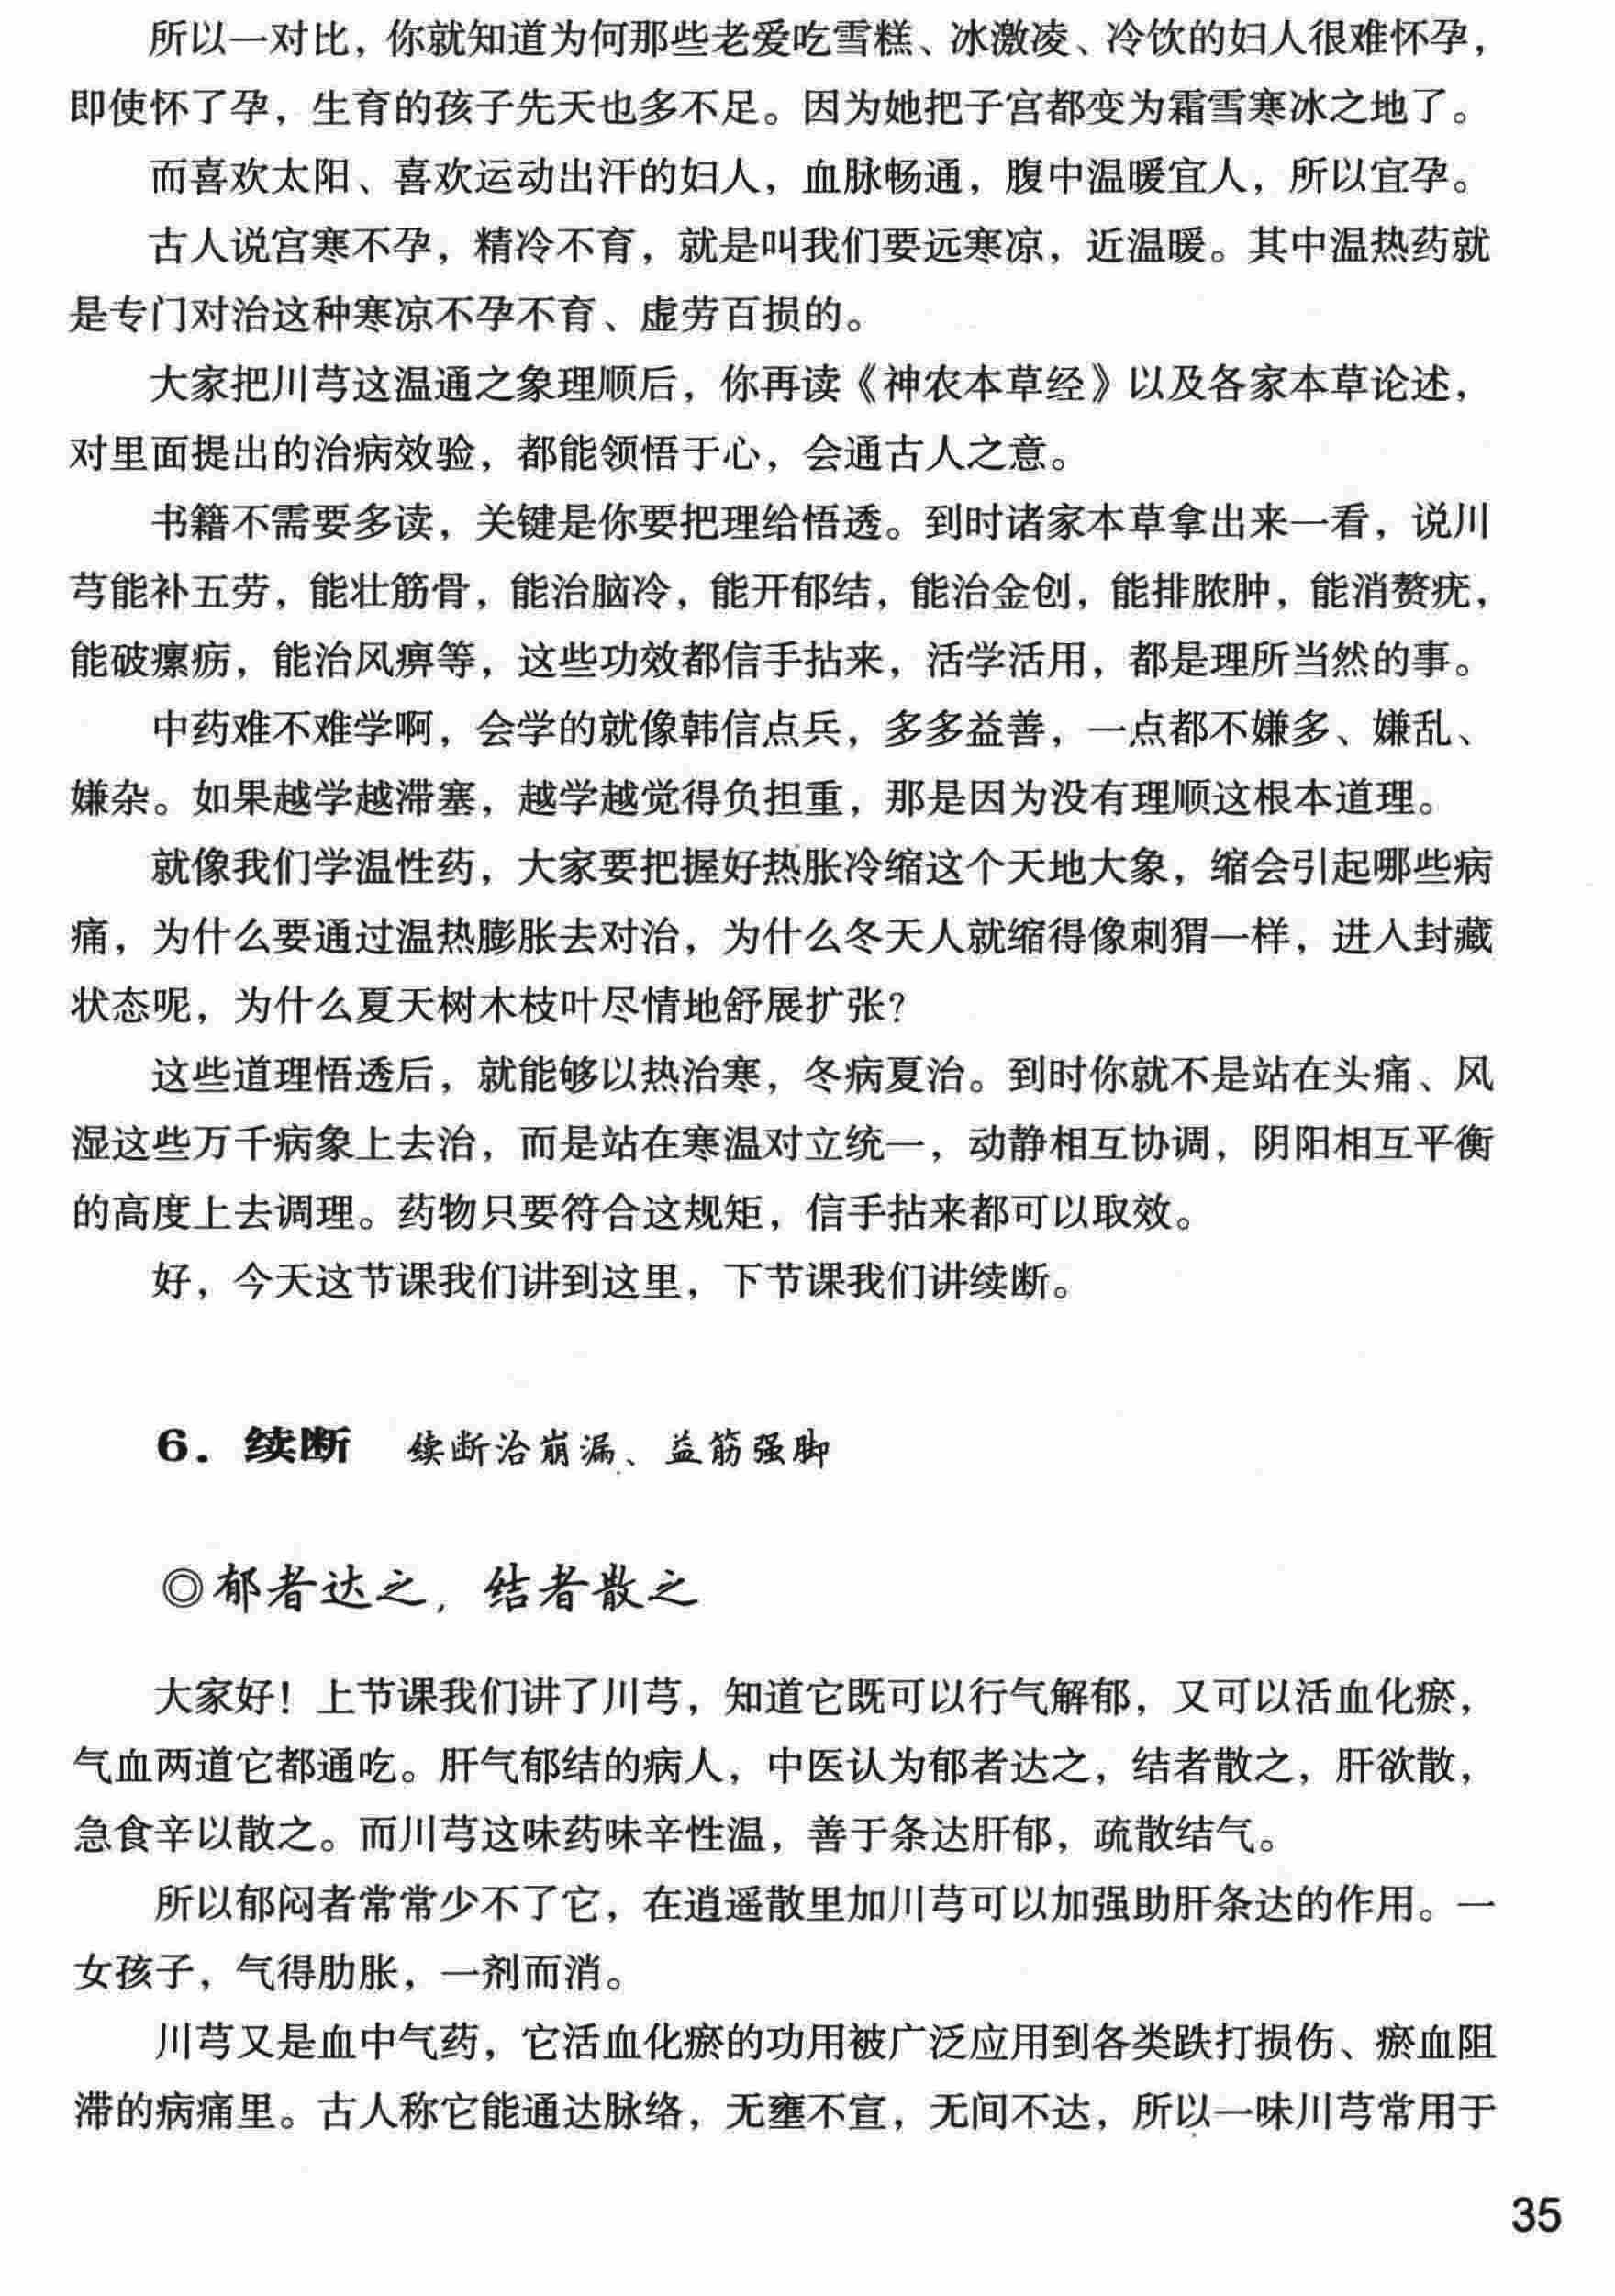 所以一对比，你就知道为何那些老爱吃雪糕、冰激凌、冷饮的妇人很难怀孕，
即使怀了孕，生育的孩子先天也多不足。因为她把子宫都变为霜雪寒冰之地了。
而喜欢太阳、喜欢运动出汗的妇人，血脉畅通，腹中温暖宜人，所以宜孕。
古人说宫寒不孕，精冷不育，就是叫我们要远寒凉，近温暖。其中温热药就
是专门对治这种寒凉不孕不育、虚劳百损的。
大家把川芎这温通之象理顺后，你再读《神农本草经》以及各家本草论述，
对里面提出的治病效验，都能领悟于心，会通古人之意。
书籍不需要多读，关键是你要把理给悟透。到时诸家本草拿出来一看，说川
芎能补五劳，能壮筋骨，能治脑冷，能开郁结，能治金创，能排脓肿，能消赘疣，
能破瘰疬，能治风痹等，这些功效都信手拈来，活学活用，都是理所当然的事。
中药难不难学啊，会学的就像韩信点兵，多多益善，一点都不嫌多、嫌乱、
嫌杂。如果越学越滞塞，越学越觉得负担重，那是因为没有理顺这根本道理。
就像我们学温性药，大家要把握好热胀冷缩这个天地大象，缩会引起哪些病
痛，为什么要通过温热膨胀去对治，为什么冬天人就缩得像刺猬一样，进入封藏
状态呢，为什么夏天树木枝叶尽情地舒展扩张？
这些道理悟透后，就能够以热治寒，冬病夏治。到时你就不是站在头痛、风
湿这些万千病象上去治，而是站在寒温对立统一，动静相互协调，阴阳相互平衡
的高度上去调理。药物只要符合这规矩，信手拈来都可以取效。
好，今天这节课我们讲到这里，下节课我们讲续断。
6．续断 续断治崩漏、益筋强脚
◎郁者达之，结者散之
大家好！上节课我们讲了川芎，知道它既可以行气解郁，又可以活血化瘀，
气血两道它都通吃。肝气郁结的病人，中医认为郁者达之，结者散之，肝欲散，
急食辛以散之。而川芎这味药味辛性温，善于条达肝郁，疏散结气。
所以郁闷者常常少不了它，在逍遥散里加川芎可以加强助肝条达的作用。一
女孩子，气得肋胀，一剂而消。
川芎又是血中气药，它活血化瘀的功用被广泛应用到各类跌打损伤、瘀血阻
滞的病痛里。古人称它能通达脉络，无壅不宣，无间不达，所以一味川芎常用于
35